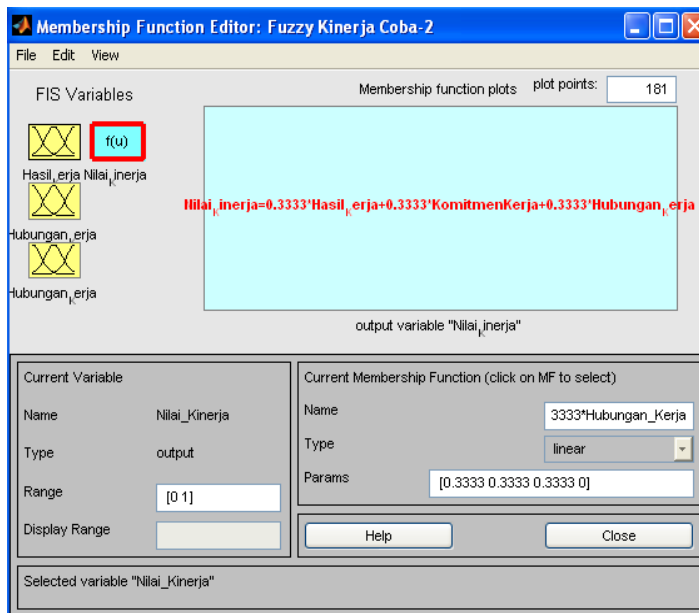 Membership Function Editor: Fuzzy Kinerja Coba-2
File Edit View
FIS Variables
Membership function plots plot points: 181
f(u)
Hasil_Kerja Nilai_Kinerja
Hubungan_Kerja
Hubungan_Kerja
Nilai_Kinerja=0.3333*Hasil_Kerja+0.3333*KomitmenKerja+0.3333*Hubungan_Kerja
output variable "Nilai_Kinerja"
Current Variable
Name Nilai_Kinerja
Type output
Range [0 1]
Display Range
Current Membership Function (click on MF to select)
Name 3333*Hubungan_Kerja
Type linear
Params [0.3333 0.3333 0.3333 0]
Help Close
Selected variable "Nilai_Kinerja"